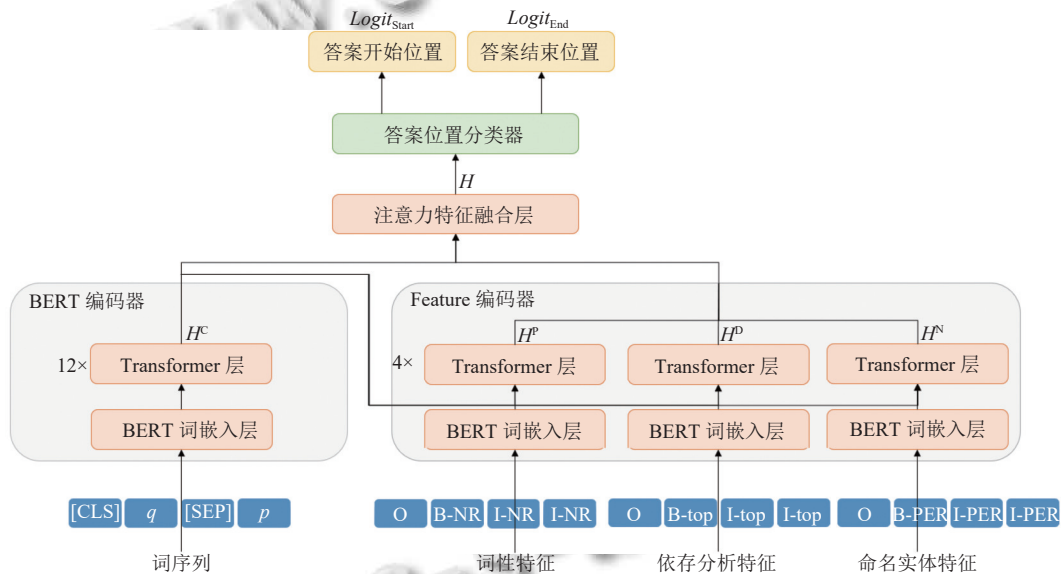 Logit_Start Logit_End
答案开始位置 答案结束位置
答案位置分类器
H
注意力特征融合层
BERT 编码器 Feature 编码器
H^C H^P H^D H^N
12× Transformer 层 4× Transformer 层 Transformer 层 Transformer 层
BERT 词嵌入层 BERT 词嵌入层 BERT 词嵌入层 BERT 词嵌入层
[CLS] q [SEP] p O B-NR I-NR I-NR O B-top I-top I-top O B-PER I-PER I-PER
词序列 词性特征 依存分析特征 命名实体特征